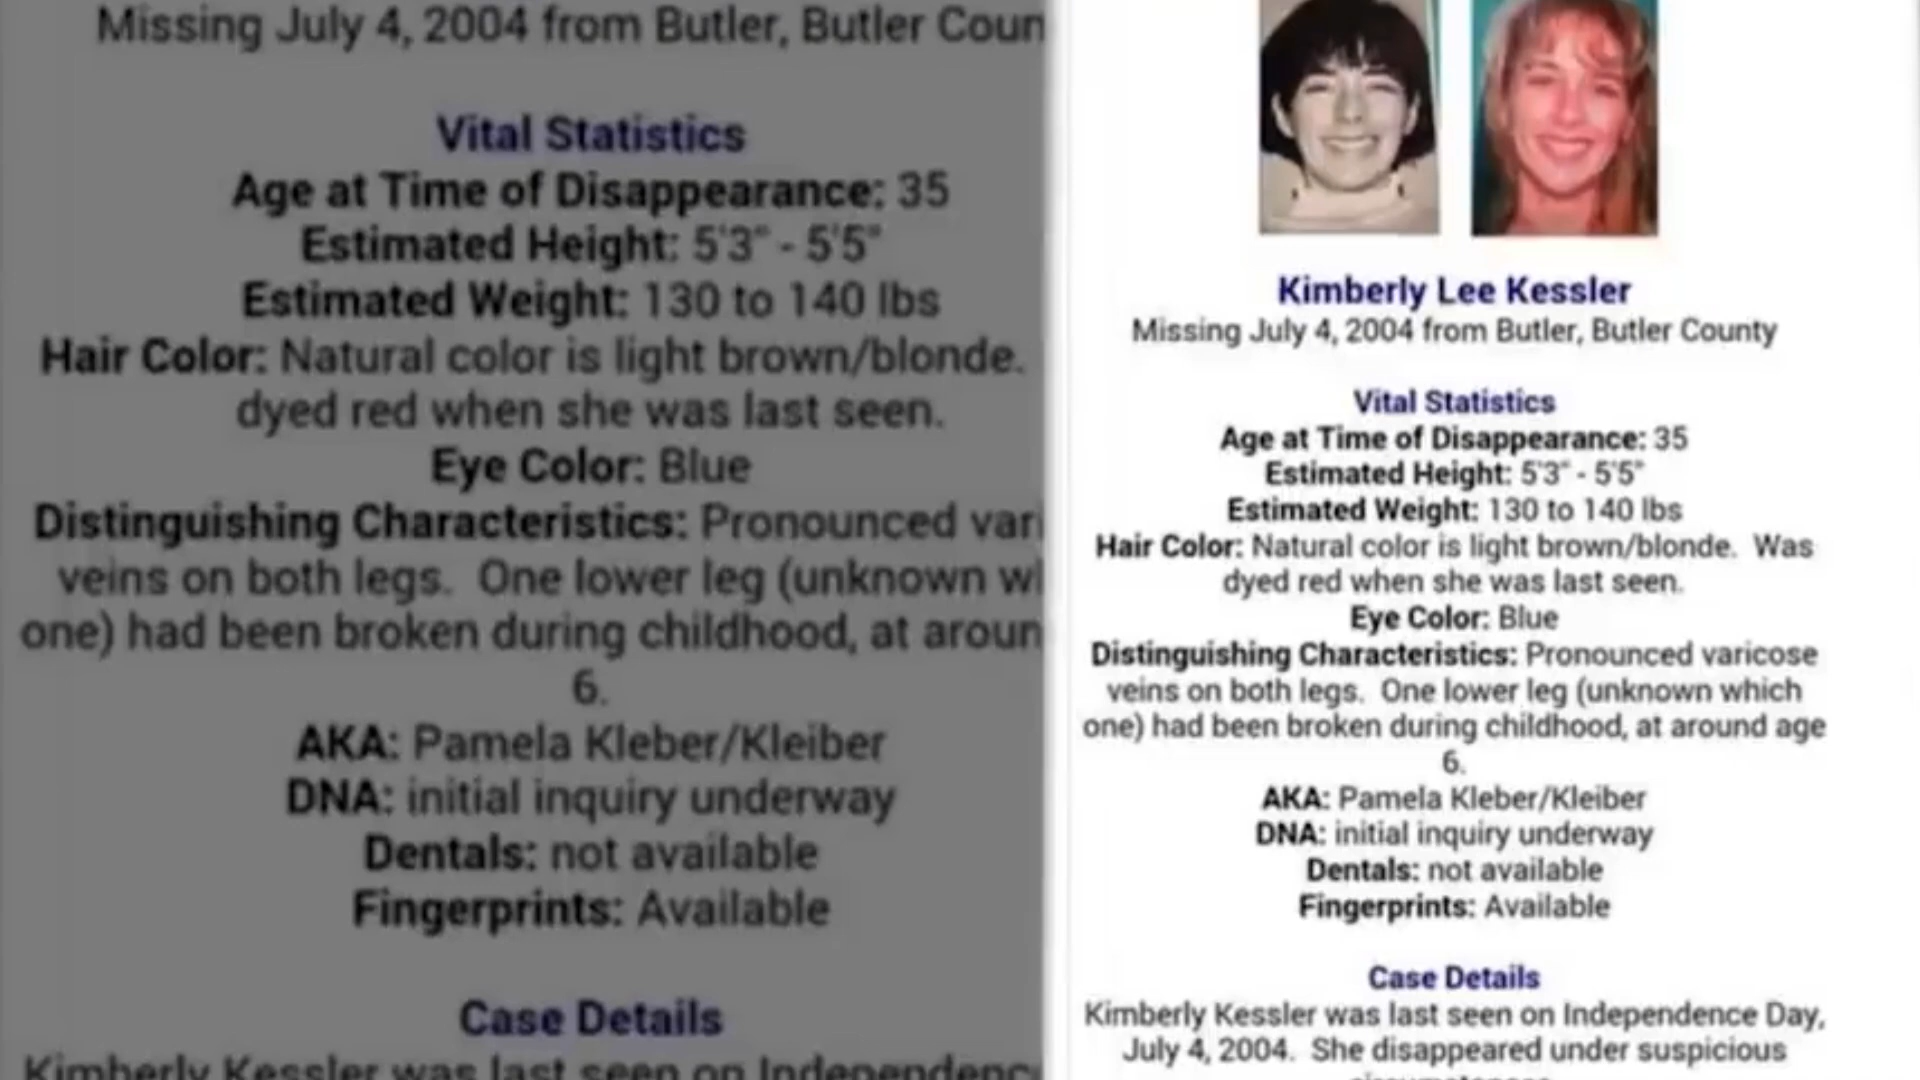 Missing July 4, 2004 from Butler, Butler Coun
Vital Statistics
Age at Time of Disappearance: 35
Estimated Height: 5'3" - 5'5"
Estimated Weight: 130 to 140 lbs
Hair Color: Natural color is light brown/blonde.
dyed red when she was last seen.
Eye Color: Blue
Distinguishing Characteristics: Pronounced vari
veins on both legs. One lower leg (unknown wh
one) had been broken during childhood, at aroun
6.
AKA: Pamela Kleber/Kleiber
DNA: initial inquiry underway
Dentals: not available
Fingerprints: Available
Case Details
Kimberly Kessler was last seen on Independenc
Kimberly Lee Kessler
Missing July 4, 2004 from Butler, Butler County
Vital Statistics
Age at Time of Disappearance: 35
Estimated Height: 5'3" - 5'5"
Estimated Weight: 130 to 140 lbs
Hair Color: Natural color is light brown/blonde. Was
dyed red when she was last seen.
Eye Color: Blue
Distinguishing Characteristics: Pronounced varicose
veins on both legs. One lower leg (unknown which
one) had been broken during childhood, at around age
6.
AKA: Pamela Kleber/Kleiber
DNA: initial inquiry underway
Dentals: not available
Fingerprints: Available
Case Details
Kimberly Kessler was last seen on Independence Day,
July 4, 2004. She disappeared under suspicious